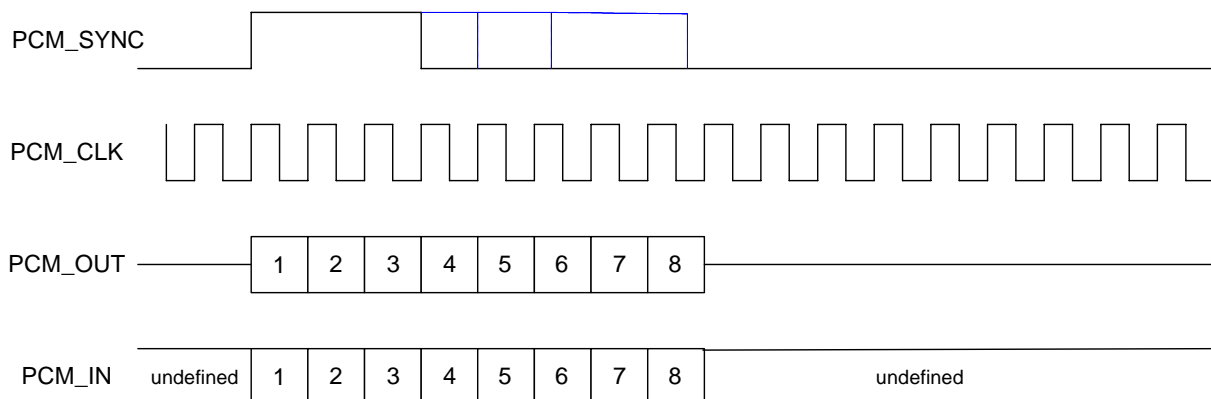 PCM_SYNC
PCM_CLK
PCM_OUT 1 2 3 4 5 6 7 8
PCM_IN undefined 1 2 3 4 5 6 7 8 undefined